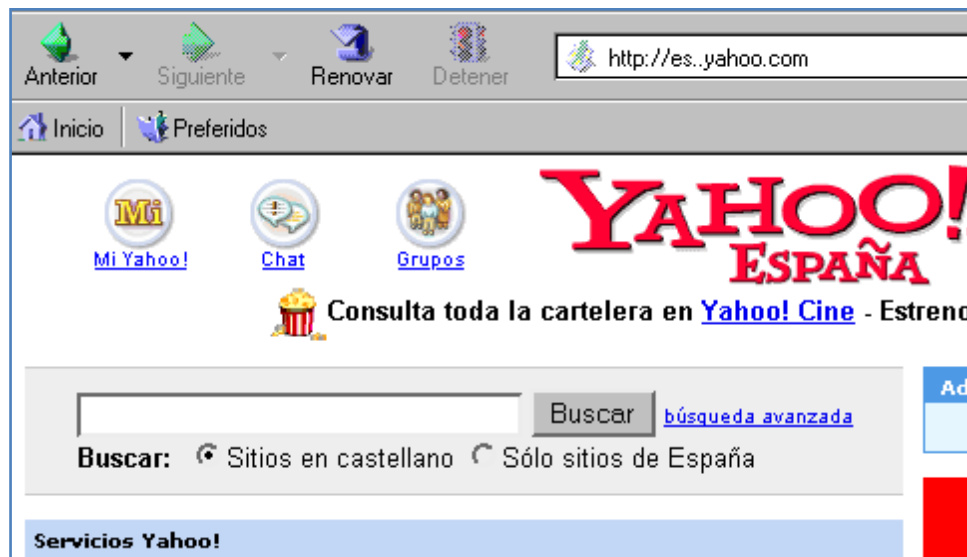 Anterior Siguiente Renovar Detener http://es..yahoo.com
Inicio Preferidos
Mi
YAHOO!
ESPAÑA
Mi Yahoo! Chat Grupos
Consulta toda la cartelera en Yahoo! Cine - Estreno
Ad
Buscar búsqueda avanzada
Buscar: Sitios en castellano Sólo sitios de España
Servicios Yahoo!